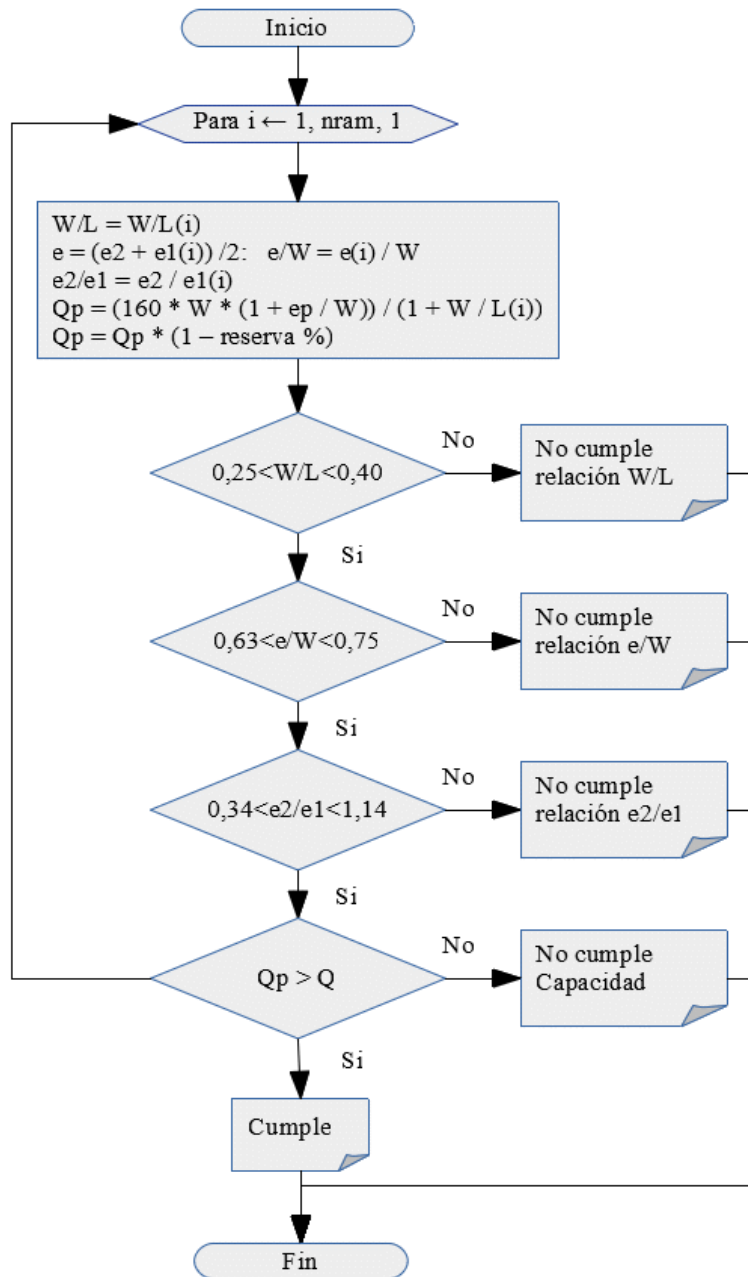 Inicio
Para i ← 1, nram, 1
W/L = W/L(i)
e = (e2 + e1(i)) /2: e/W = e(i) / W
e2/e1 = e2 / e1(i)
Qp = (160 * W * (1 + ep / W)) / (1 + W / L(i))
Qp = Qp * (1 – reserva %)
0,25<W/L<0,40
No
No cumple
relación W/L
Si
0,63<e/W<0,75
No
No cumple
relación e/W
Si
0,34<e2/e1<1,14
No
No cumple
relación e2/e1
Si
Qp > Q
No
No cumple
Capacidad
Si
Cumple
Fin